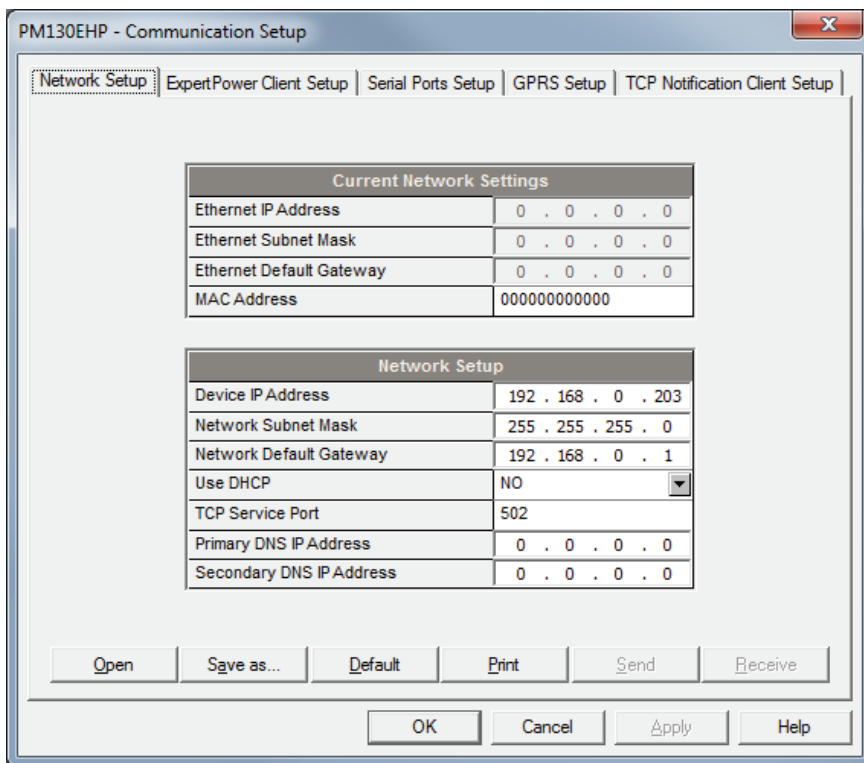 PM130EHP - Communication Setup
X
Network Setup ExpertPower Client Setup Serial Ports Setup GPRS Setup TCP Notification Client Setup
Current Network Settings
Ethernet IP Address 0 . 0 . 0 . 0
Ethernet Subnet Mask 0 . 0 . 0 . 0
Ethernet Default Gateway 0 . 0 . 0 . 0
MAC Address 000000000000
Network Setup
Device IP Address 192 . 168 . 0 . 203
Network Subnet Mask 255 . 255 . 255 . 0
Network Default Gateway 192 . 168 . 0 . 1
Use DHCP NO
TCP Service Port 502
Primary DNS IP Address 0 . 0 . 0 . 0
Secondary DNS IP Address 0 . 0 . 0 . 0
Open Save as... Default Print Send Receive
OK Cancel Apply Help